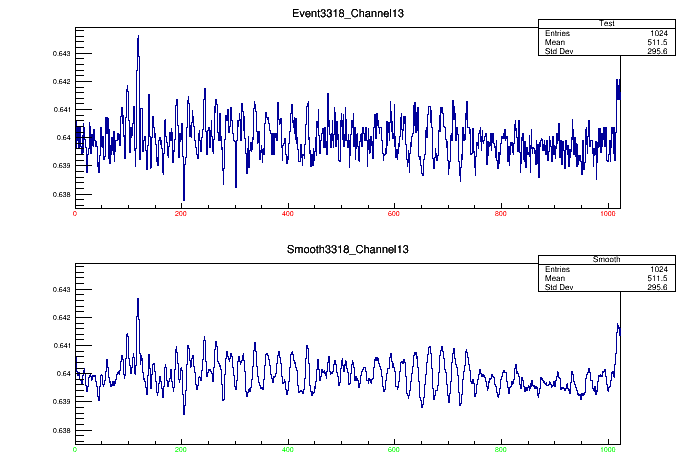 Event3318_Channel13
Test
Entries 1024
Mean 511.5
Std Dev 295.6
0.643
0.642
0.641
0.64
0.639
0.638
0 200 400 600 800 1000
Smooth3318_Channel13
Smooth
Entries 1024
Mean 511.5
Std Dev 295.6
0.643
0.642
0.641
0.64
0.639
0.638
0 200 400 600 800 1000